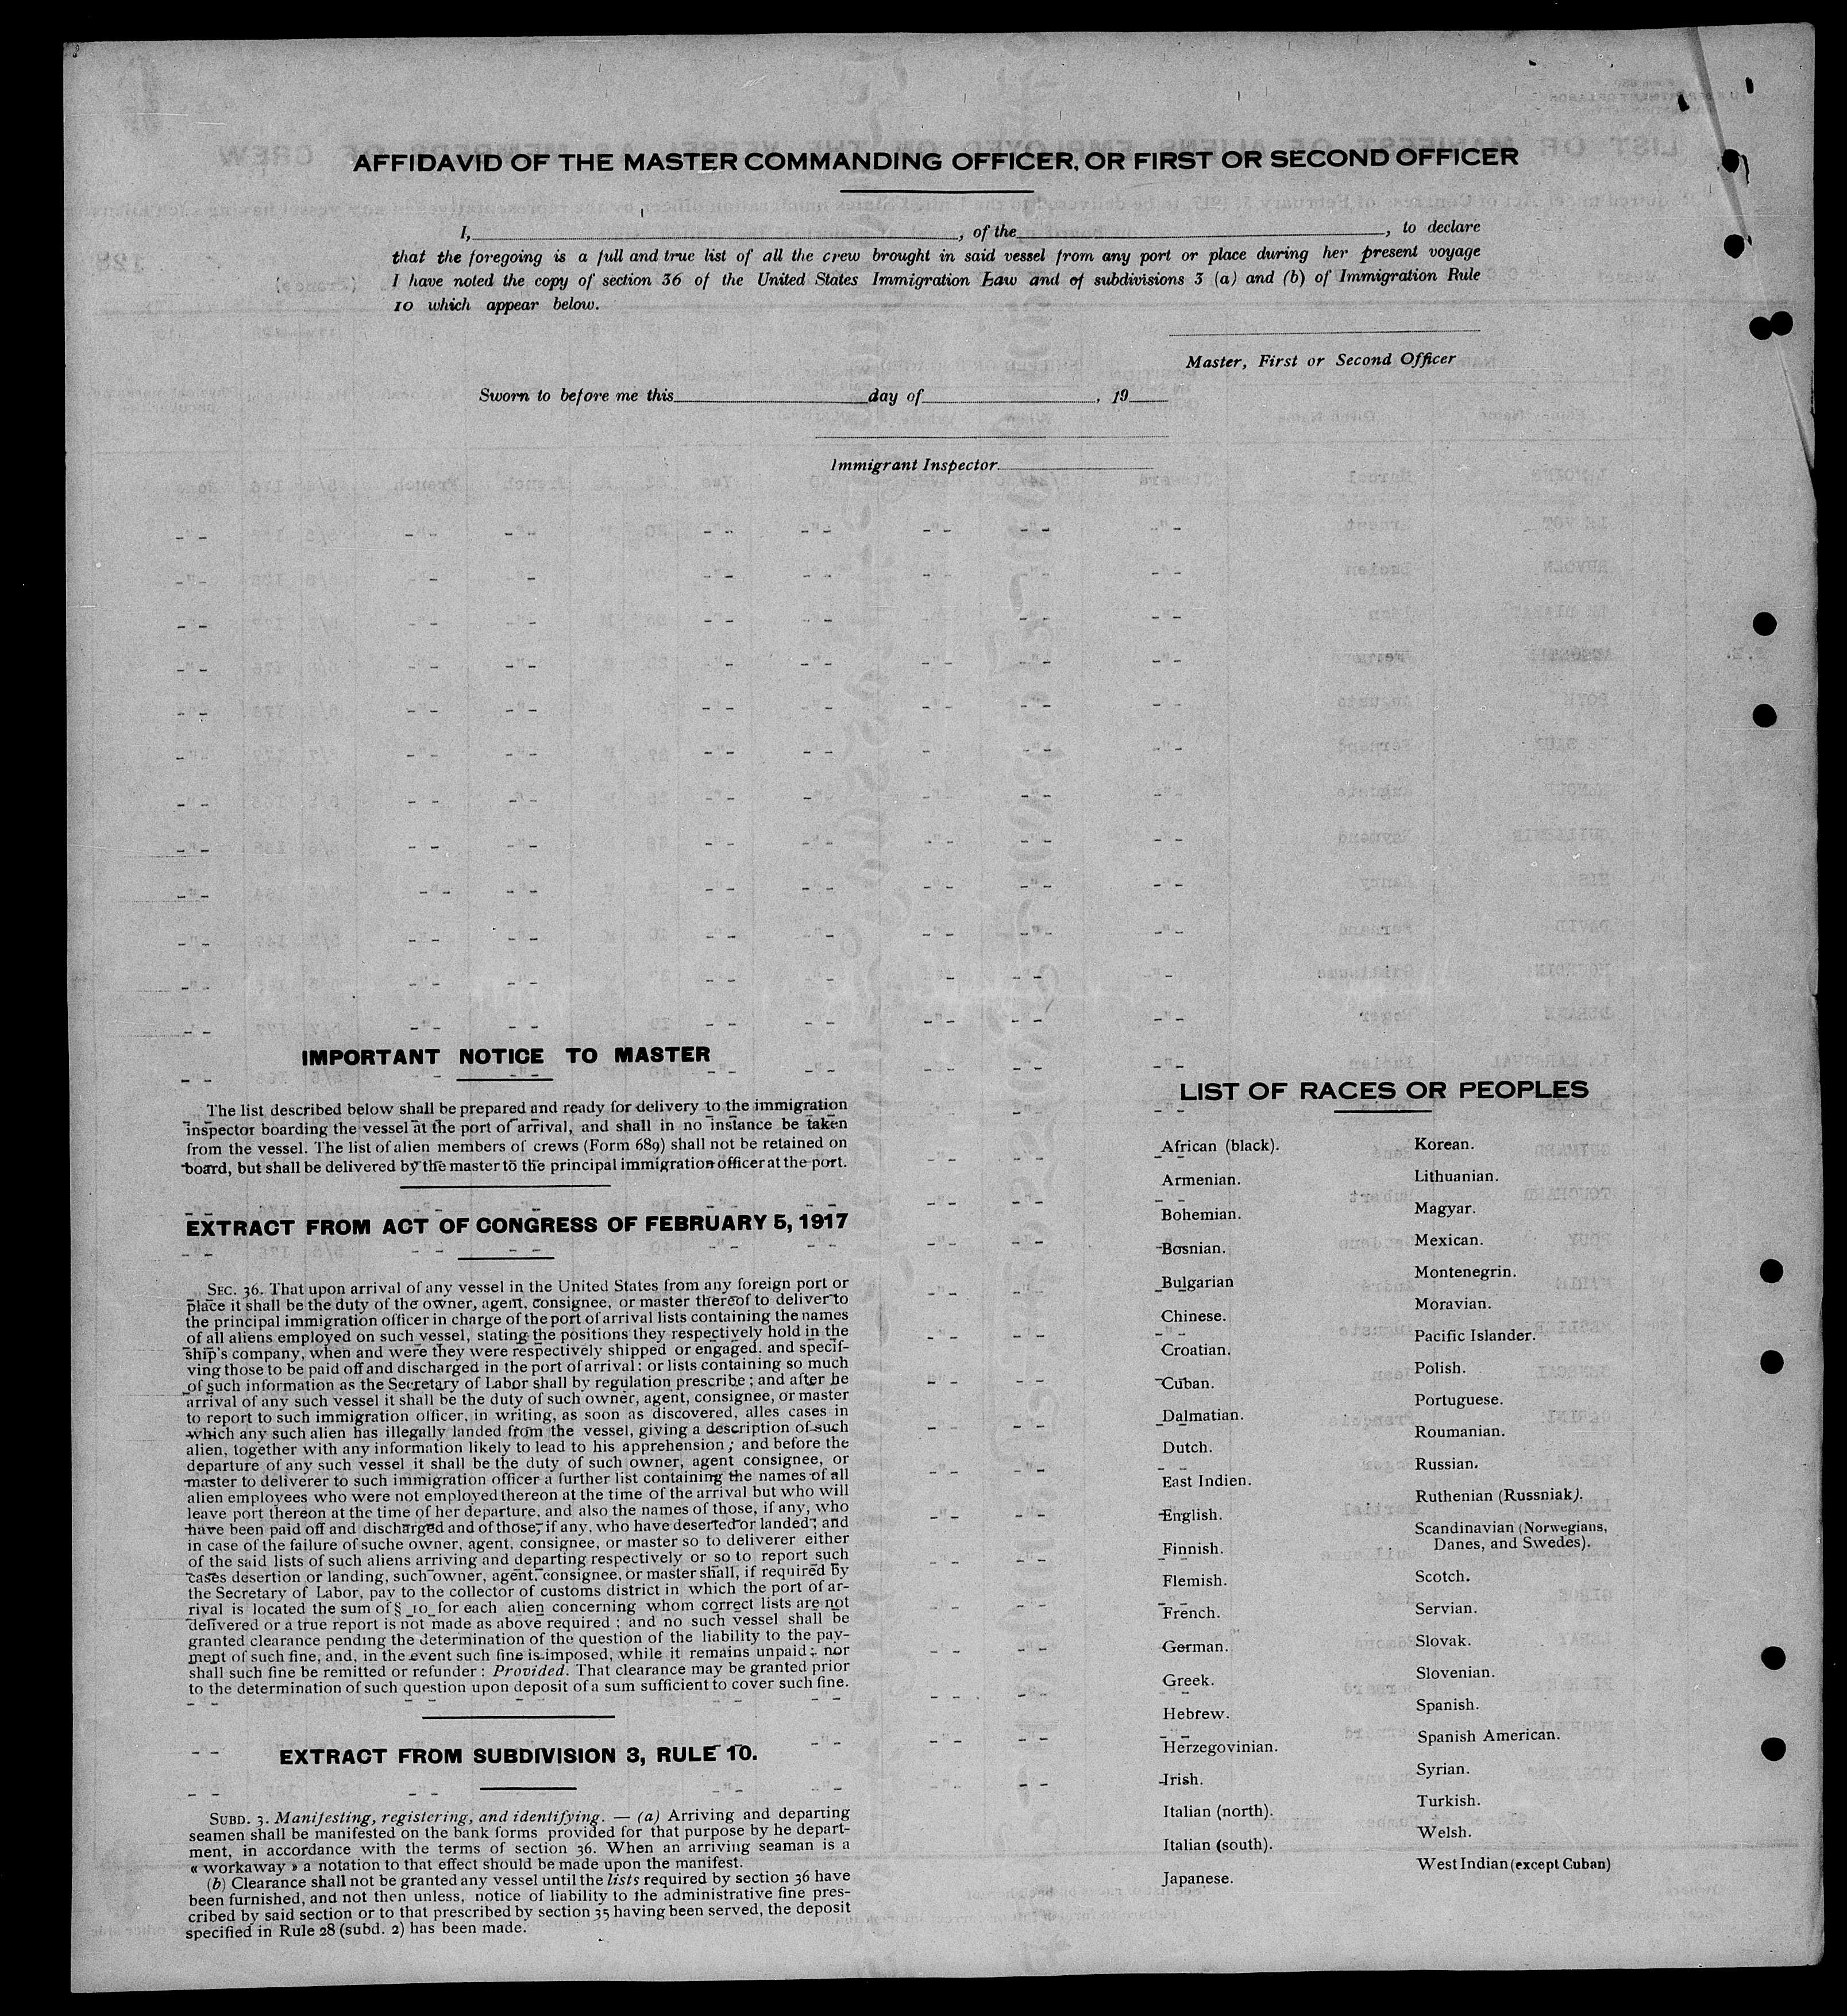 AFFIDAVID OF THE MASTER COMMANDING OFFICER, OR FIRST OR SECOND OFFICER
I, , of the , to declare
that the foregoing is a full and true list of all the crew brought in said vessel from any port or place during her present voyage
I have noted the copy of section 36 of the United States Immigration Law and of subdivisions 3 (a) and (b) of Immigration Rule
10 which appear below.
Master, First or Second Officer
Sworn to before me this day of , 19
Immigrant Inspector
IMPORTANT NOTICE TO MASTER
The list described below shall be prepared and ready for delivery to the immigration
inspector boarding the vessel at the port of arrival, and shall in no instance be taken
from the vessel. The list of alien members of crews (Form 689) shall not be retained on
board, but shall be delivered by the master to the principal immigration officer at the port.
EXTRACT FROM ACT OF CONGRESS OF FEBRUARY 5, 1917
SEC. 36. That upon arrival of any vessel in the United States from any foreign port or
place it shall be the duty of the owner, agent, consignee, or master thereof to deliver to
the principal immigration officer in charge of the port of arrival lists containing the names
of all aliens employed on such vessel, stating the positions they respectively hold in the
ship's company, when and were they were respectively shipped or engaged. and specif-
ving those to be paid off and discharged in the port of arrival: or lists containing so much
of such information as the Secretary of Labor shall by regulation prescribe; and after he
arrival of any such vessel it shall be the duty of such owner, agent, consignee, or master
to report to such immigration officer, in writing, as soon as discovered, alles cases in
which any such alien has illegally landed from the vessel, giving a description of such
alien, together with any information likely to lead to his apprehension; and before the
departure of any such vessel it shall be the duty of such owner, agent consignee, or
master to deliverer to such immigration officer a further list containing the names of all
alien employees who were not employed thereon at the time of the arrival but who will
leave port thereon at the time of her departure, and also the names of those, if any, who
have been paid off and discharged and of those, if any, who have deserted or landed; and
in case of the failure of suche owner, agent, consignee, or master so to deliverer either
of the said lists of such aliens arriving and departing respectively or so to report such
cases desertion or landing, such owner, agent, consignee, or master shall, if required by
the Secretary of Labor, pay to the collector of customs district in which the port of ar-
rival is located the sum of § 10 for each alien concerning whom correct lists are not
delivered or a true report is not made as above required; and no such vessel shall be
granted clearance pending the determination of the question of the liability to the pay-
ment of such fine, and, in the event such fine is imposed, while it remains unpaid; nor
shall such fine be remitted or refunder: Provided. That clearance may be granted prior
to the determination of such question upon deposit of a sum sufficient to cover such fine.
EXTRACT FROM SUBDIVISION 3, RULE 10.
SUBD. 3. Manifesting, registering, and identifying. — (a) Arriving and departing
seamen shall be manifested on the bank forms provided for that purpose by he depart-
ment, in accordance with the terms of section 36. When an arriving seaman is a
« workaway » a notation to that effect should be made upon the manifest.
(b) Clearance shall not be granted any vessel until the lists required by section 36 have
been furnished, and not then unless, notice of liability to the administrative fine pres-
cribed by said section or to that prescribed by section 35 having been served, the deposit
specified in Rule 28 (subd. 2) has been made.
LIST OF RACES OR PEOPLES
African (black).
Armenian.
Bohemian.
Bosnian.
Bulgarian
Chinese.
Croatian.
Cuban.
Dalmatian.
Dutch.
East Indien.
English.
Finnish.
Flemish.
French.
German.
Greek.
Hebrew.
Herzegovinian.
Irish.
Italian (north).
Italian (south).
Japanese.
Korean.
Lithuanian.
Magyar.
Mexican.
Montenegrin.
Moravian.
Pacific Islander.
Polish.
Portuguese.
Roumanian.
Russian.
Ruthenian (Russniak).
Scandinavian (Norwegians,
Danes, and Swedes).
Scotch.
Servian.
Slovak.
Slovenian.
Spanish.
Spanish American.
Syrian.
Turkish.
Welsh.
West Indian (except Cuban)